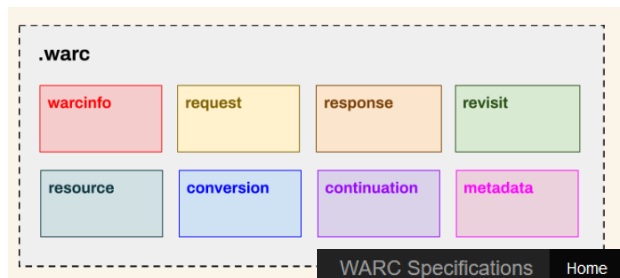 .warc
warcinfo request response revisit
resource conversion continuation metadata
WARC Specifications Home